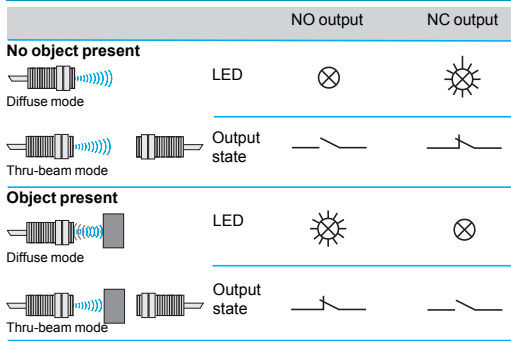 NO output NC output
No object present
LED
Diffuse mode
Output
state
Thru-beam mode
Object present
LED
Diffuse mode
Output
state
Thru-beam mode